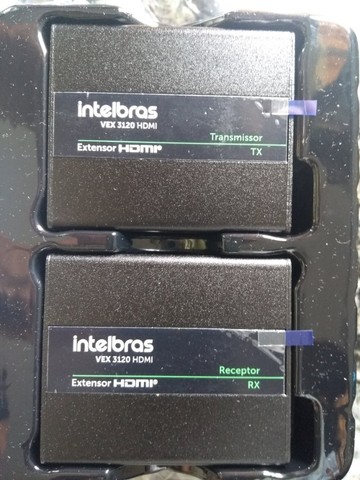 intelbras
VEX 3120 HDMI
Transmissor
Extensor HDMI TX
intelbras
VEX 3120 HDMI
Receptor
Extensor HDMI RX